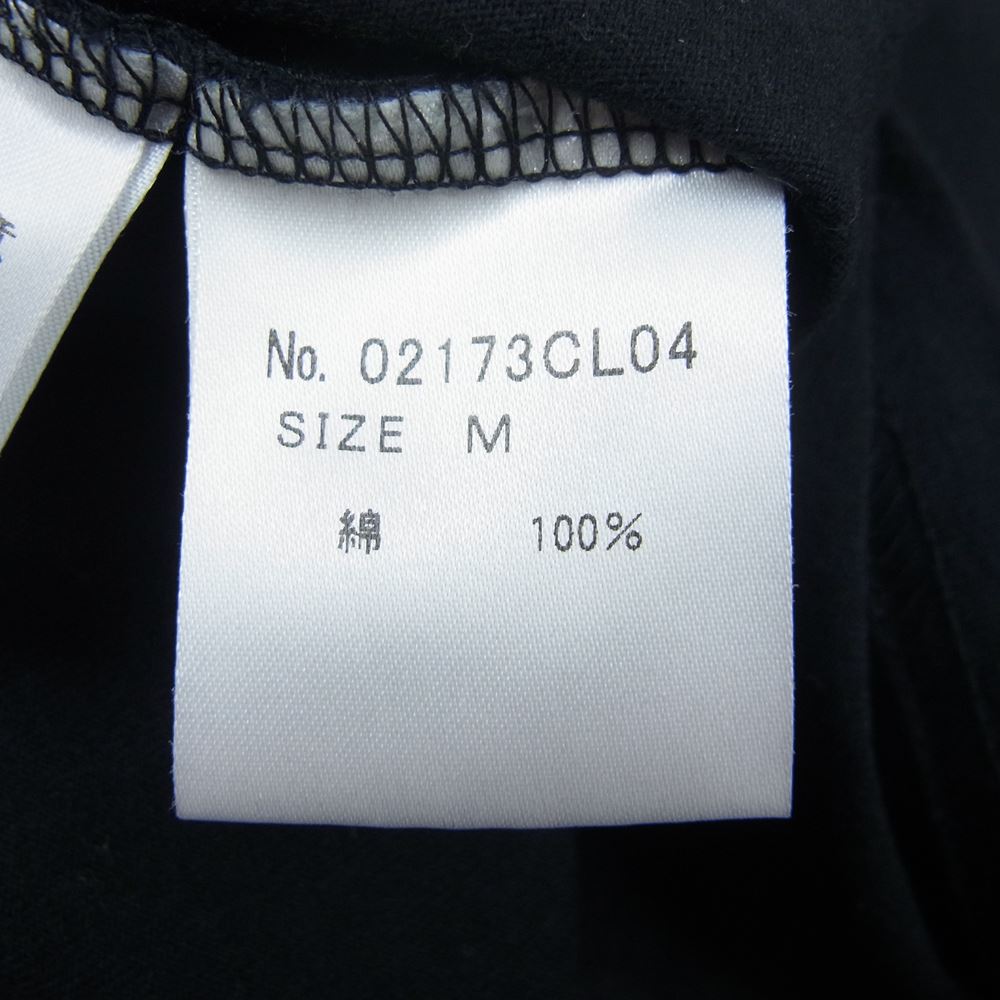 No. 02173CL04
SIZE M
綿 100%